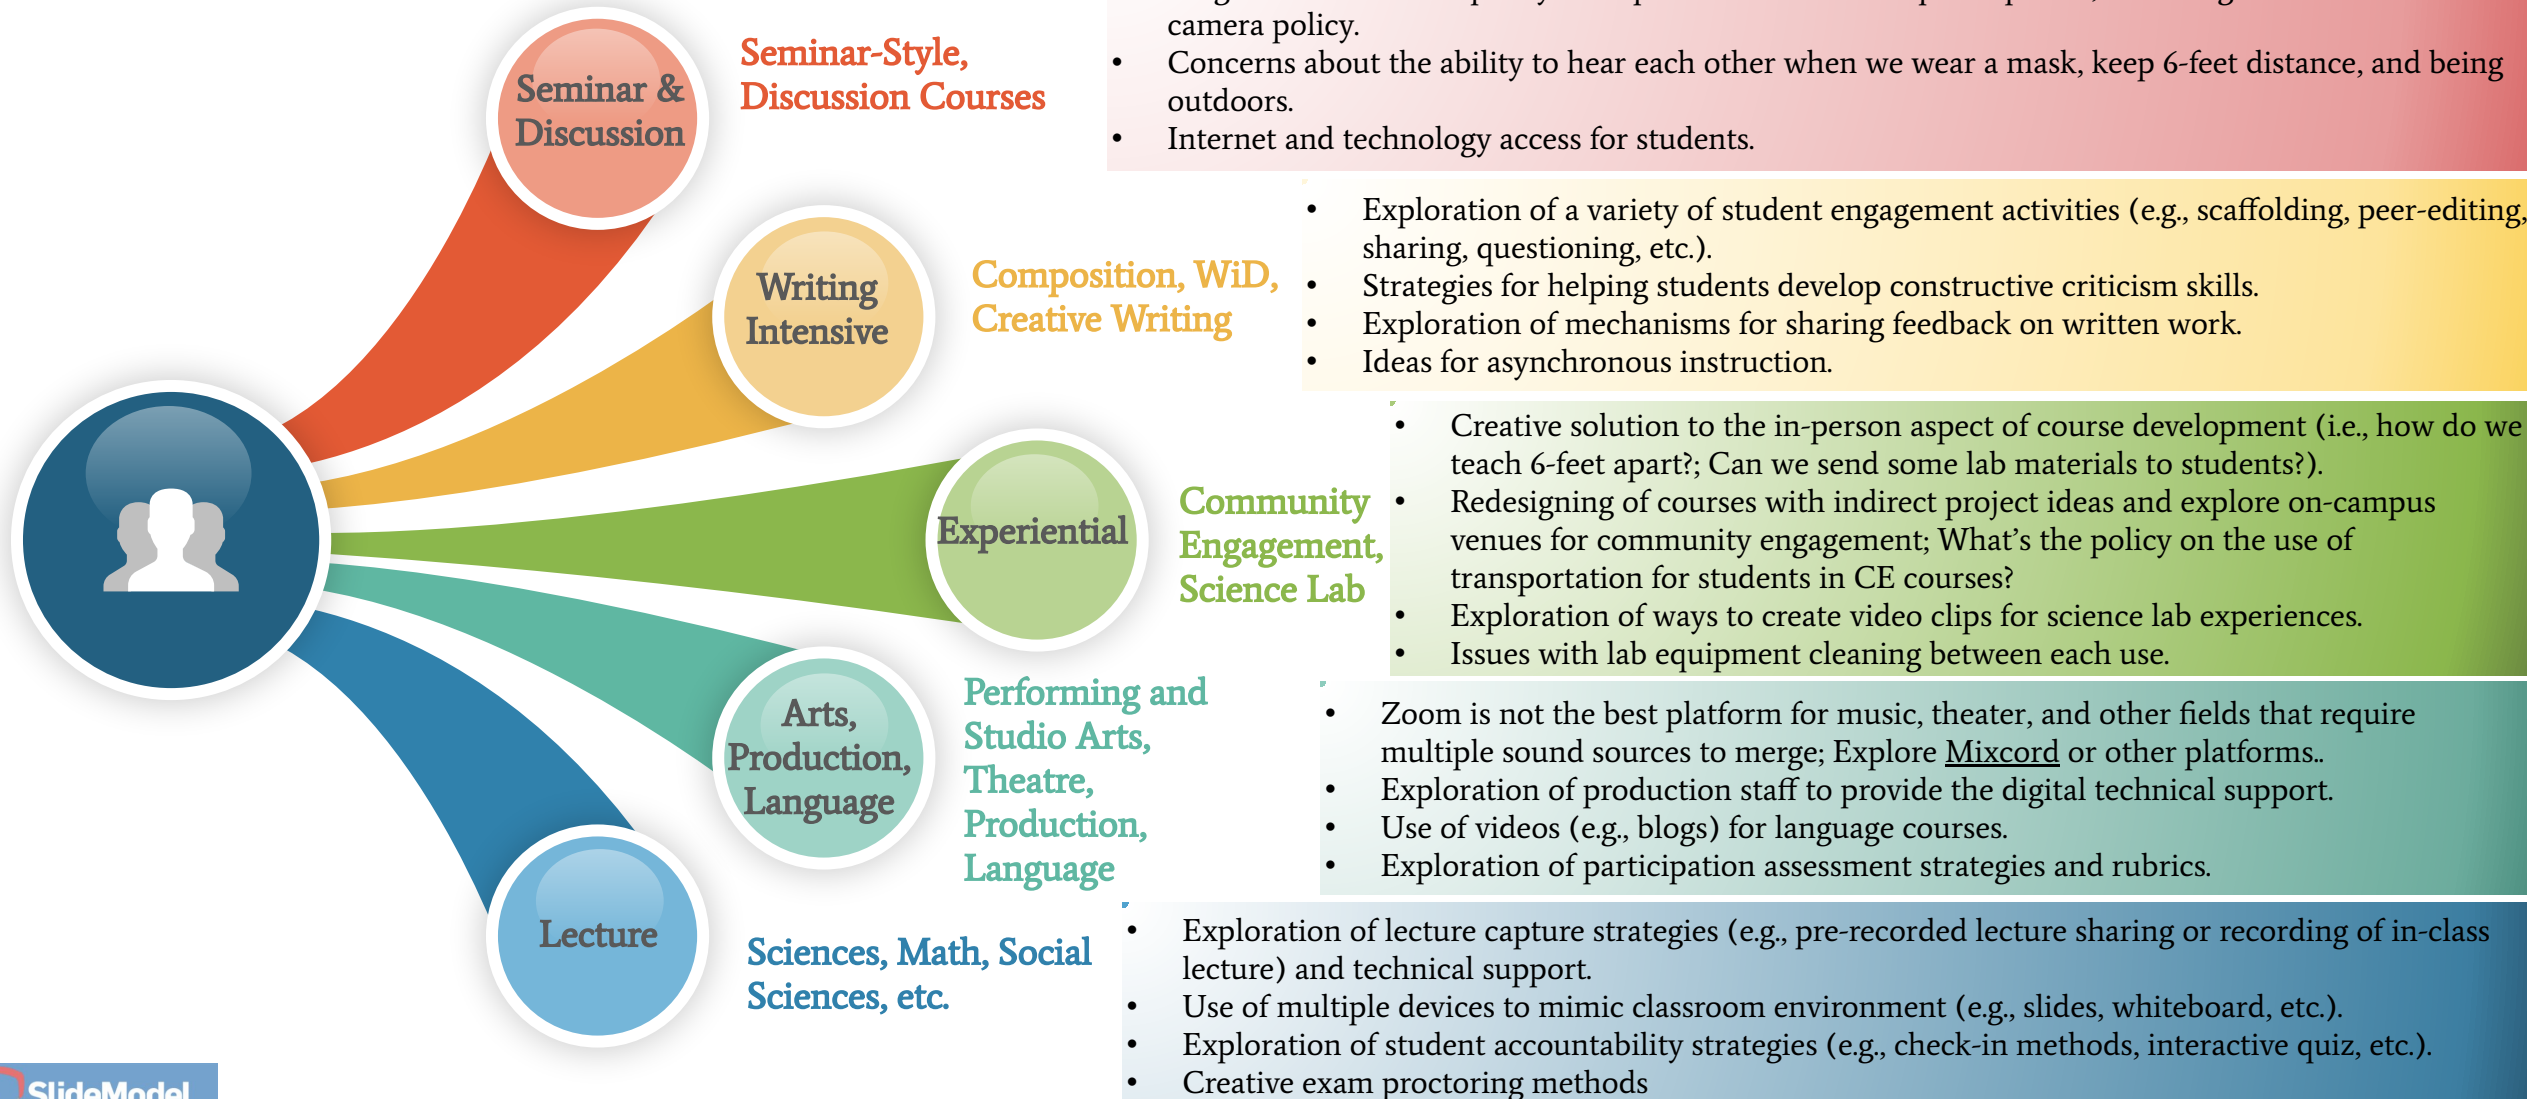 camera policy.
Seminar &
Discussion
Seminar-Style,
Discussion Courses
• Concerns about the ability to hear each other when we wear a mask, keep 6-feet distance, and being
outdoors.
• Internet and technology access for students.
Writing
Intensive
Composition, WiD,
Creative Writing
• Exploration of a variety of student engagement activities (e.g., scaffolding, peer-editing,
sharing, questioning, etc.).
• Strategies for helping students develop constructive criticism skills.
• Exploration of mechanisms for sharing feedback on written work.
• Ideas for asynchronous instruction.
Experiential
Community
Engagement,
Science Lab
• Creative solution to the in-person aspect of course development (i.e., how do we
teach 6-feet apart?; Can we send some lab materials to students?).
• Redesigning of courses with indirect project ideas and explore on-campus
venues for community engagement; What's the policy on the use of
transportation for students in CE courses?
• Exploration of ways to create video clips for science lab experiences.
• Issues with lab equipment cleaning between each use.
Arts,
Production,
Language
Performing and
Studio Arts,
Theatre,
Production,
Language
• Zoom is not the best platform for music, theater, and other fields that require
multiple sound sources to merge; Explore Mixcord or other platforms..
• Exploration of production staff to provide the digital technical support.
• Use of videos (e.g., blogs) for language courses.
• Exploration of participation assessment strategies and rubrics.
Lecture
Sciences, Math, Social
Sciences, etc.
• Exploration of lecture capture strategies (e.g., pre-recorded lecture sharing or recording of in-class
lecture) and technical support.
• Use of multiple devices to mimic classroom environment (e.g., slides, whiteboard, etc.).
• Exploration of student accountability strategies (e.g., check-in methods, interactive quiz, etc.).
• Creative exam proctoring methods
SlideModel